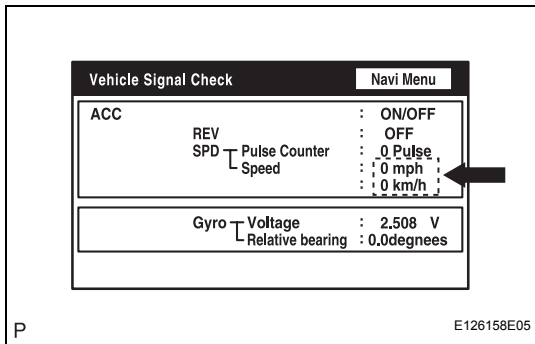 Vehicle Signal Check Navi Menu
ACC : ON/OFF
REV : OFF
SPD Pulse Counter : 0 Pulse
Speed : 0 mph
: 0 km/h
Gyro Voltage : 2.508 V
Relative bearing : 0.0degnees
P E126158E05